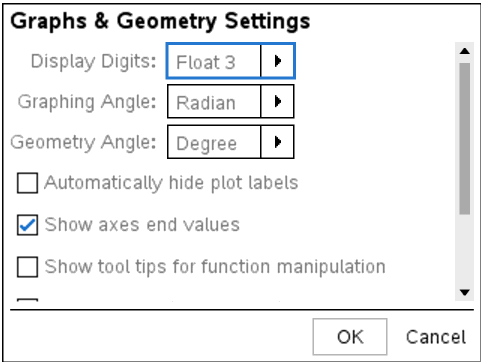 Graphs & Geometry Settings
Display Digits: Float 3
Graphing Angle: Radian
Geometry Angle: Degree
Automatically hide plot labels
Show axes end values
Show tool tips for function manipulation
OK Cancel